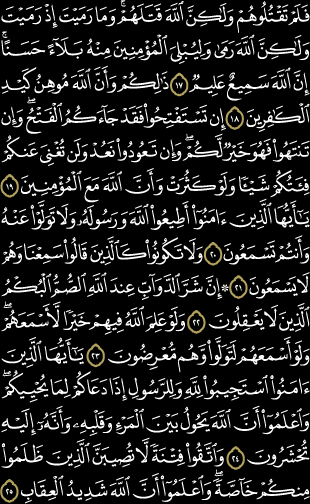 فَلَمْ تَقْتُلُوهُمْ وَلَٰكِنَّ ٱللَّهَ قَتَلَهُمْ ۚ وَمَا رَمَيْتَ إِذْ رَمَيْتَ
وَلَٰكِنَّ ٱللَّهَ رَمَىٰ ۚ وَلِيُبْلِىَ ٱلْمُؤْمِنِينَ مِنْهُ بَلَآءً حَسَنًا ۚ
إِنَّ ٱللَّهَ سَمِيعٌ عَلِيمٌ ١٧ ذَٰلِكُمْ وَأَنَّ ٱللَّهَ مُوهِنُ كَيْدِ
ٱلْكَٰفِرِينَ ١٨ إِن تَسْتَفْتِحُوا۟ فَقَدْ جَآءَكُمُ ٱلْفَتْحُ ۖ وَإِن
تَنتَهُوا۟ فَهُوَ خَيْرٌ لَّكُمْ ۖ وَإِن تَعُودُوا۟ نَعُدْ وَلَن تُغْنِىَ عَنكُمْ
فِئَتُكُمْ شَيْـًٔا وَلَوْ كَثُرَتْ وَأَنَّ ٱللَّهَ مَعَ ٱلْمُؤْمِنِينَ ١٩
يَٰٓأَيُّهَا ٱلَّذِينَ ءَامَنُوٓا۟ أَطِيعُوا۟ ٱللَّهَ وَرَسُولَهُۥ وَلَا تَوَلَّوْا۟ عَنْهُ
وَأَنتُمْ تَسْمَعُونَ ٢٠ وَلَا تَكُونُوا۟ كَٱلَّذِينَ قَالُوا۟ سَمِعْنَا وَهُمْ
لَا يَسْمَعُونَ ٢١ ۞ إِنَّ شَرَّ ٱلدَّوَآبِّ عِندَ ٱللَّهِ ٱلصُّمُّ ٱلْبُكْمُ
ٱلَّذِينَ لَا يَعْقِلُونَ ٢٢ وَلَوْ عَلِمَ ٱللَّهُ فِيهِمْ خَيْرًا لَّأَسْمَعَهُمْ ۖ
وَلَوْ أَسْمَعَهُمْ لَتَوَلَّوا۟ وَّهُم مُّعْرِضُونَ ٢٣ يَٰٓأَيُّهَا ٱلَّذِينَ
ءَامَنُوا۟ ٱسْتَجِيبُوا۟ لِلَّهِ وَلِلرَّسُولِ إِذَا دَعَاكُمْ لِمَا يُحْيِيكُمْ ۖ
وَٱعْلَمُوٓا۟ أَنَّ ٱللَّهَ يَحُولُ بَيْنَ ٱلْمَرْءِ وَقَلْبِهِۦ وَأَنَّهُۥٓ إِلَيْهِ
تُحْشَرُونَ ٢٤ وَٱتَّقُوا۟ فِتْنَةً لَّا تُصِيبَنَّ ٱلَّذِينَ ظَلَمُوا۟
مِنكُمْ خَآصَّةً ۖ وَٱعْلَمُوٓا۟ أَنَّ ٱللَّهَ شَدِيدُ ٱلْعِقَابِ ٢٥